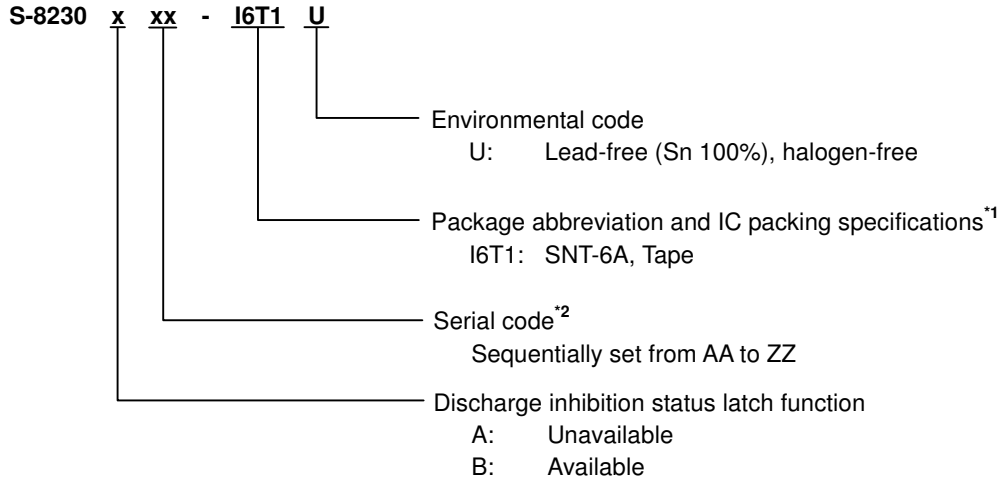 S-8230 x xx - I6T1 U
Environmental code
U: Lead-free (Sn 100%), halogen-free
Package abbreviation and IC packing specifications*1
I6T1: SNT-6A, Tape
Serial code*2
Sequentially set from AA to ZZ
Discharge inhibition status latch function
A: Unavailable
B: Available